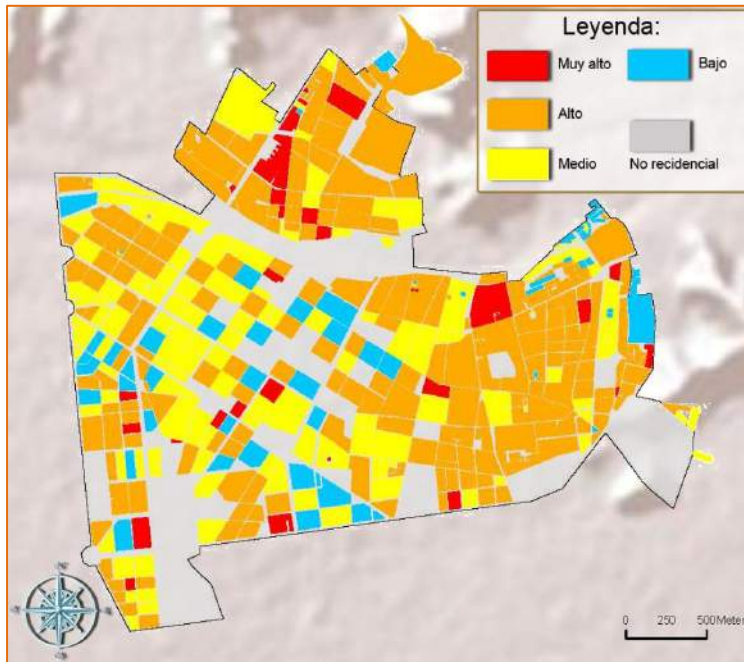 Leyenda:
Muy alto
Bajo
Alto
Medio
No recidencial
0 250 500Meter